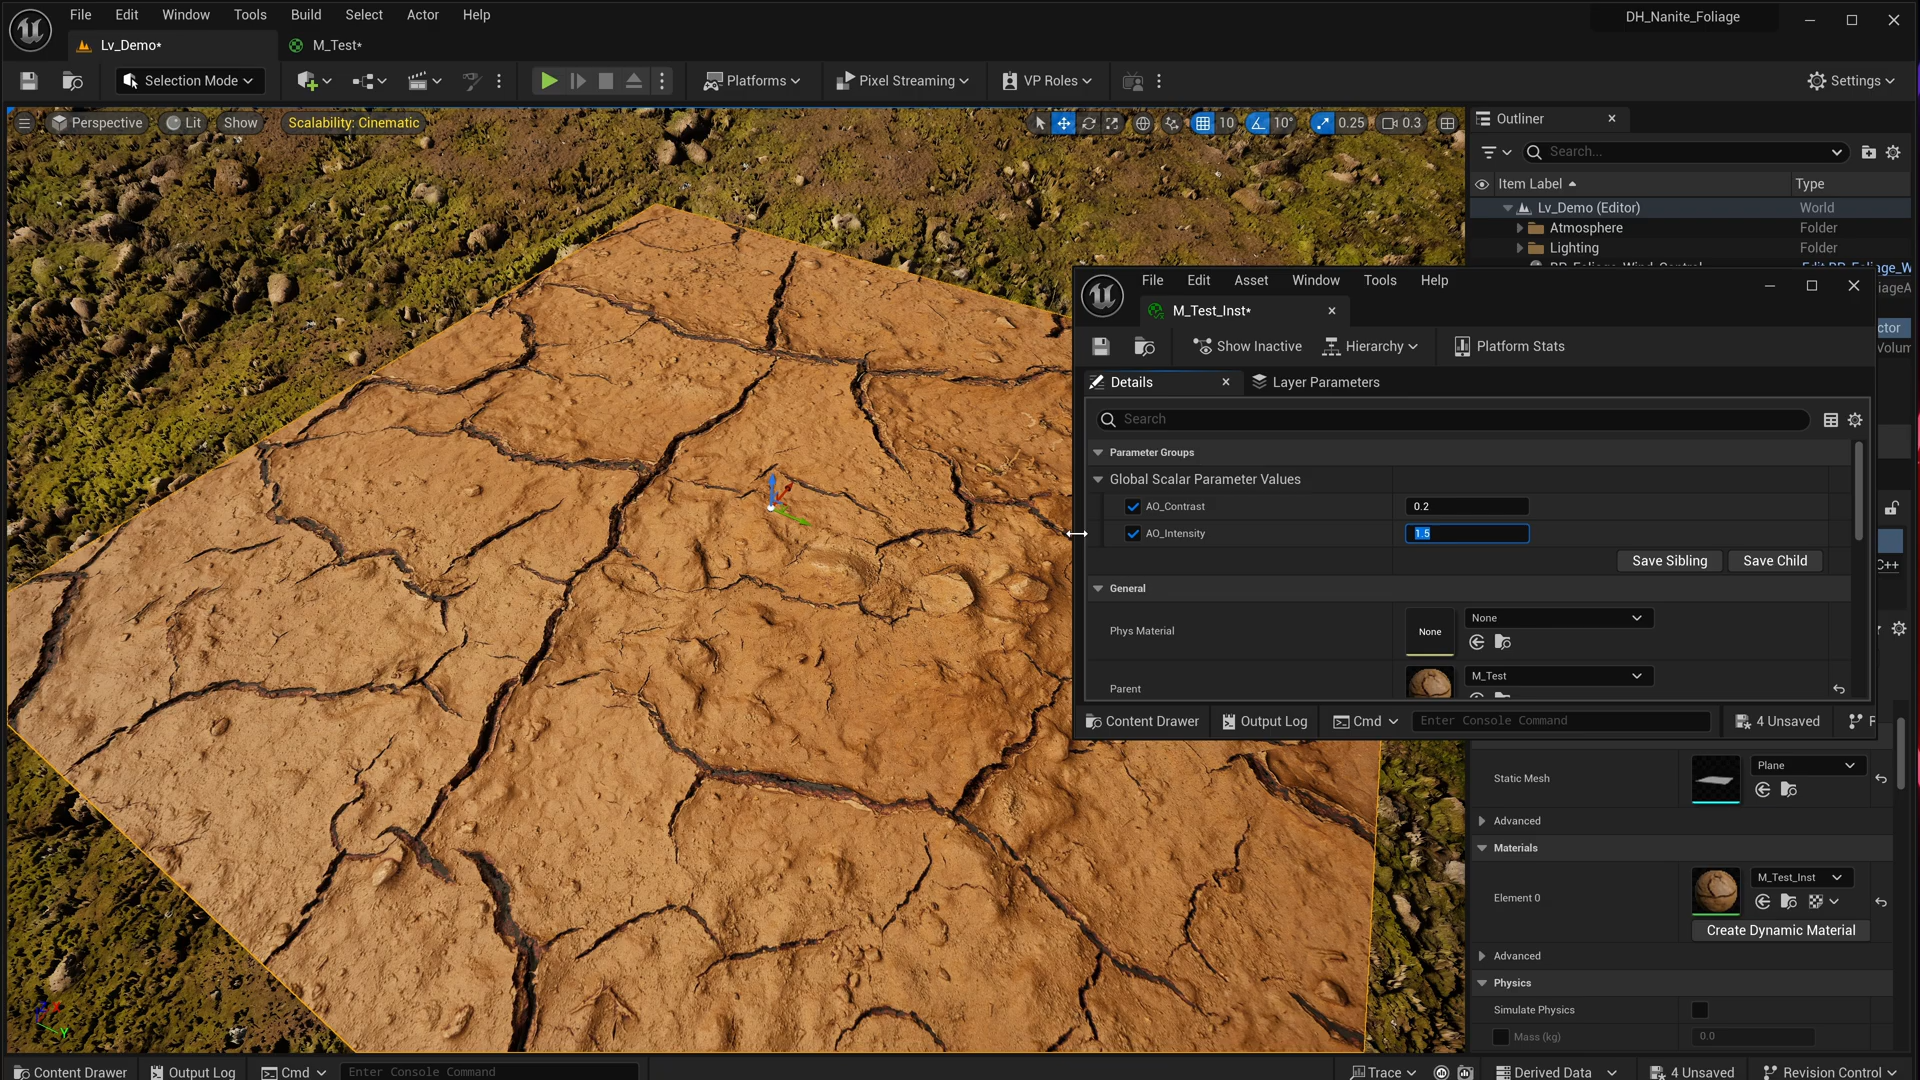 File Edit Window Tools Build Select Actor Help
DH_Nanite_Foliage
Lv_Demo*
M_Test*
Selection Mode
Platforms
Pixel Streaming
VP Roles
Settings
Perspective
Lit
Show
Scalability: Cinematic
10
10°
0.25
0.3
Outliner
Search...
Item Label
Type
Lv_Demo (Editor)
World
Atmosphere
Folder
Lighting
Folder
File Edit Asset Window Tools Help
M_Test_Inst*
Show Inactive
Hierarchy
Platform Stats
Details
Layer Parameters
Search
Parameter Groups
Global Scalar Parameter Values
AO_Contrast
0.2
AO_Intensity
1.5
Save Sibling
Save Child
General
Phys Material
None
None
Parent
M_Test
Content Drawer
Output Log
Cmd
Enter Console Command
4 Unsaved
C++
Static Mesh
Plane
Advanced
Materials
Element 0
M_Test_Inst
Create Dynamic Material
Advanced
Physics
Simulate Physics
Mass (kg)
0.0
Y
Content Drawer
Output Log
Cmd
Enter Console Command
Trace
Derived Data
4 Unsaved
Revision Control